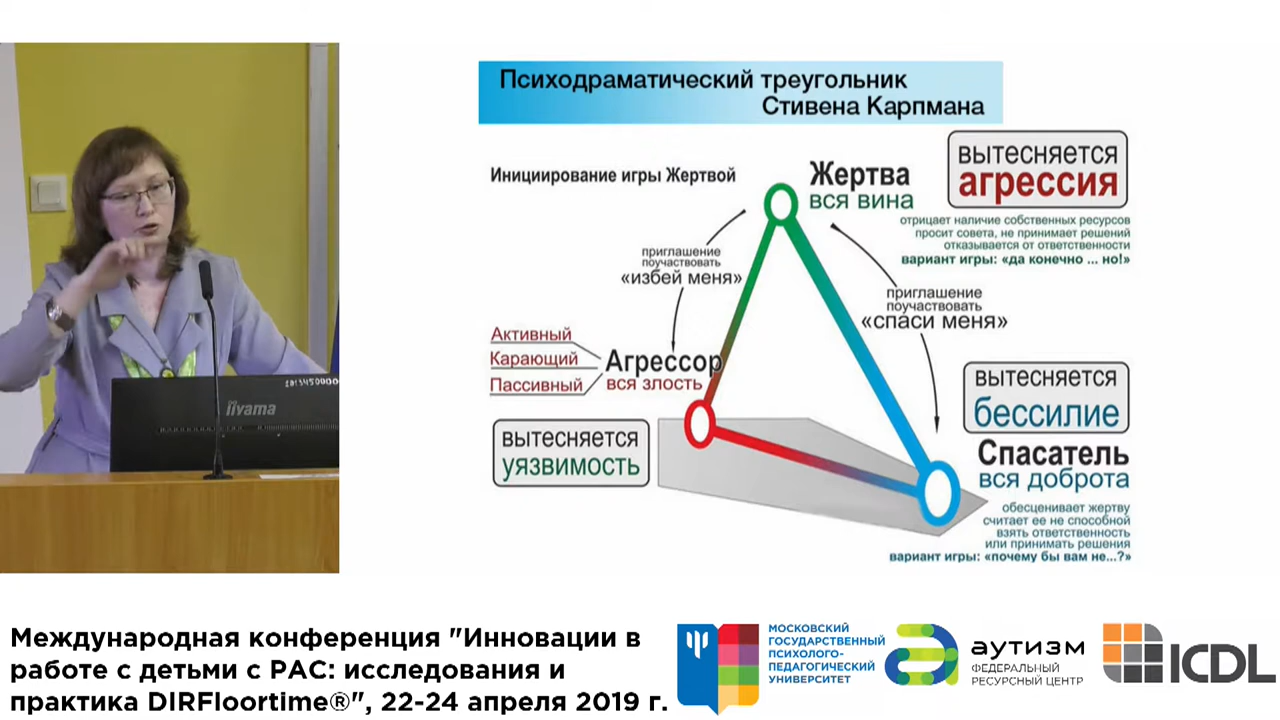 Психодраматический треугольник
Стивена Карпмана
Инициирование игры Жертвой
Жертва
вся вина
ВЫТЕСНЯЕТСЯ
агрессия
отрицает наличие собственных ресурсов
просит совета, не принимает решений
отказывается от ответственности
вариант игры: «да конечно ... но!»
приглашение
поучаствовать
«избей меня»
приглашение
поучаствовать
«спаси меня»
Активный
Карающий
Пассивный
Агрессор
вся злость
ВЫТЕСНЯЕТСЯ
уязвимость
ВЫТЕСНЯЕТСЯ
бессилие
Спасатель
вся доброта
обесценивает жертву
считает ее не способной
взять ответственность
или принимать решения
вариант игры: «почему бы вам не...?»
iiyama
Международная конференция "Инновации в
работе с детьми с РАС: исследования и
практика DIRFloortime®", 22-24 апреля 2019 г.
МОСКОВСКИЙ
ГОСУДАРСТВЕННЫЙ
ПСИХОЛОГО-
ПЕДАГОГИЧЕСКИЙ
УНИВЕРСИТЕТ
аутизм
ФЕДЕРАЛЬНЫЙ
РЕСУРСНЫЙ ЦЕНТР
ICDL